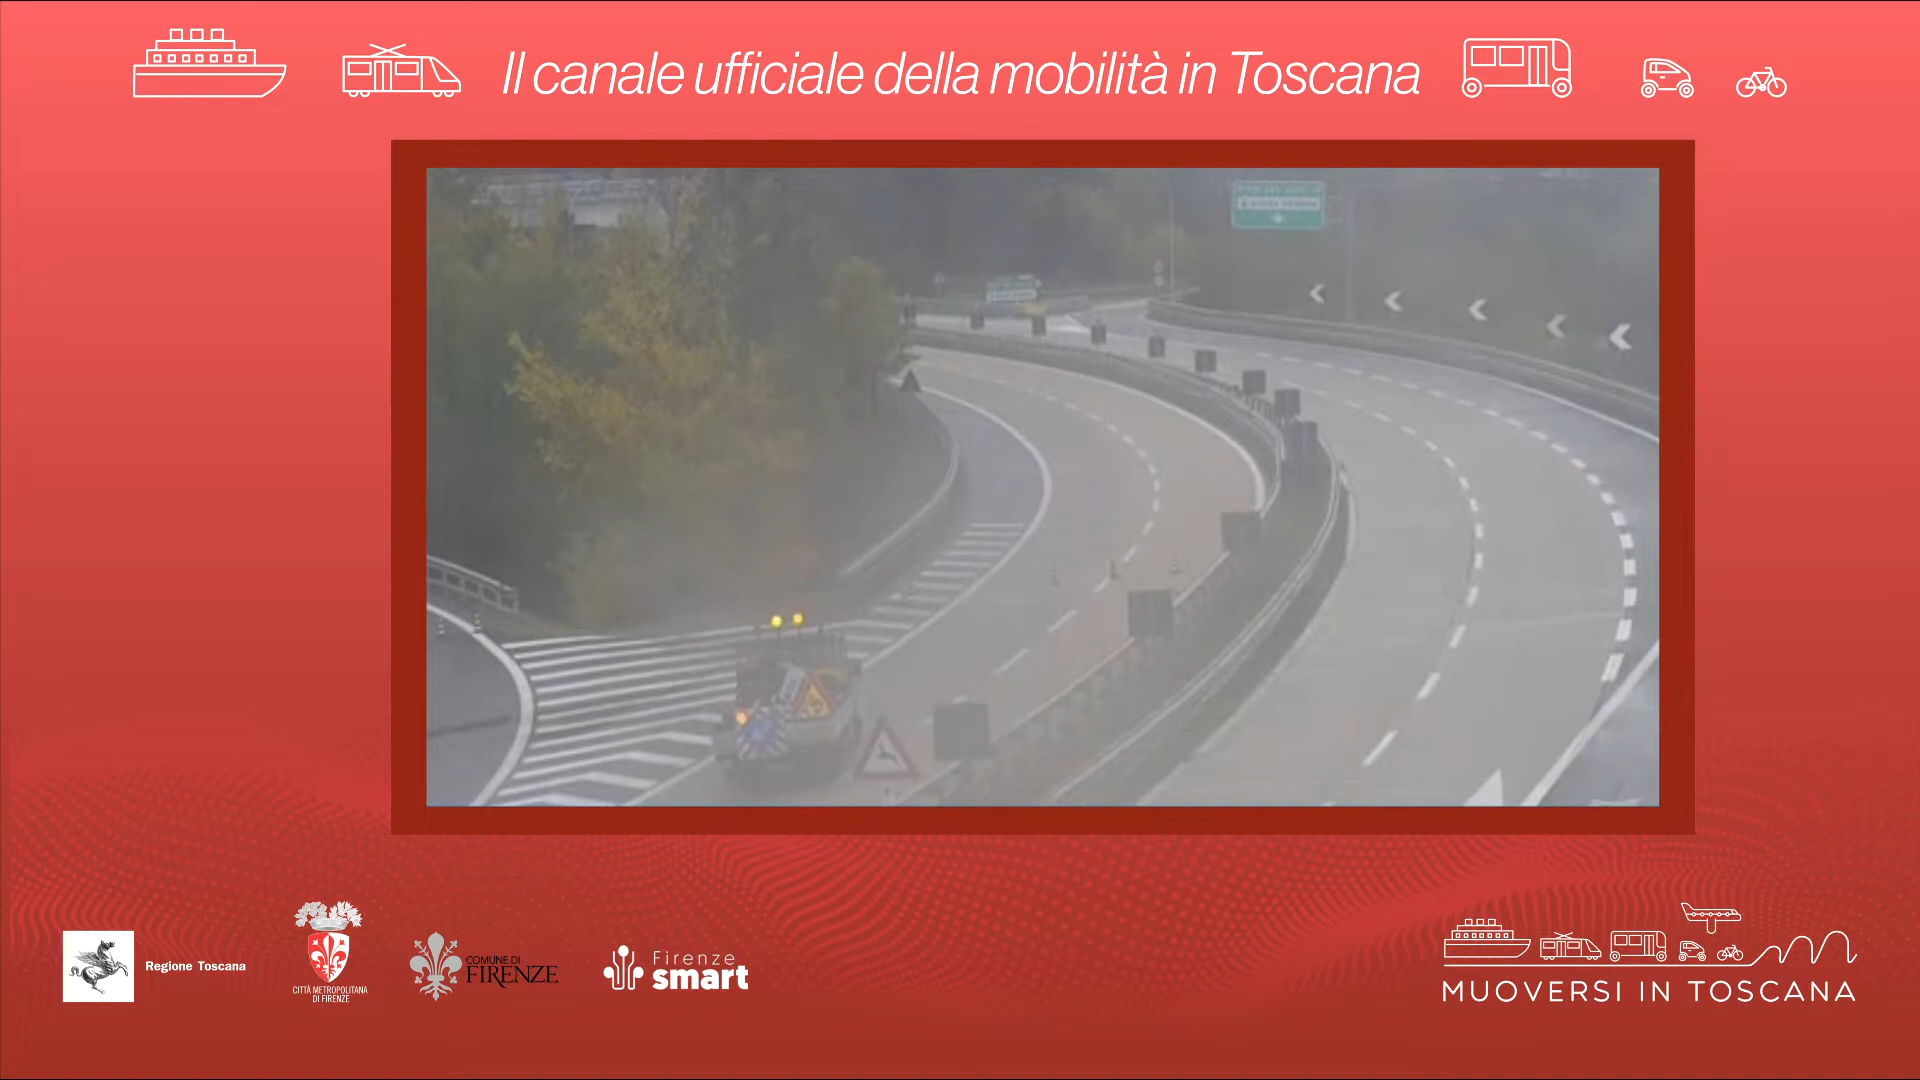 Il canale ufficiale della mobilità in Toscana
Regione Toscana
CITTÀ METROPOLITANA
DI FIRENZE
COMUNE DI
FIRENZE
Firenze
smart
MUOVERSI IN TOSCANA